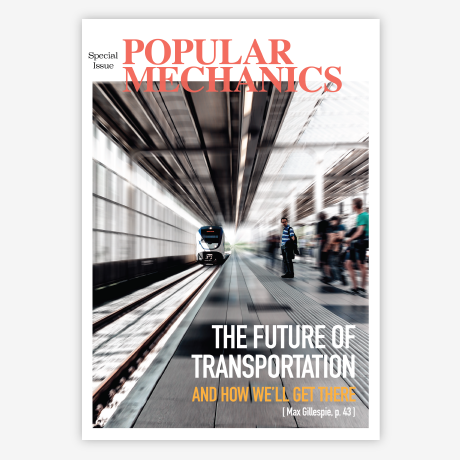 Special
Issue
POPULAR
MECHANICS
THE FUTURE OF
TRANSPORTATION
AND HOW WE'LL GET THERE
[ Max Gillespie, p. 43 ]